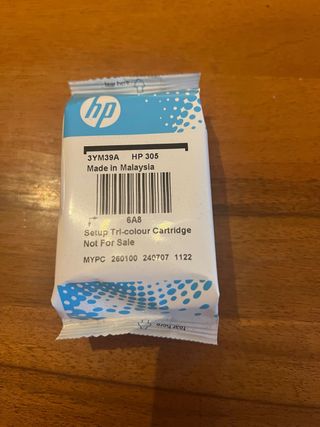 tear here
hp
3YM39A HP 305
Made in Malaysia
6A8
Setup Tri-colour Cartridge
Not For Sale
MYPC 260100 240707 1122
tear here